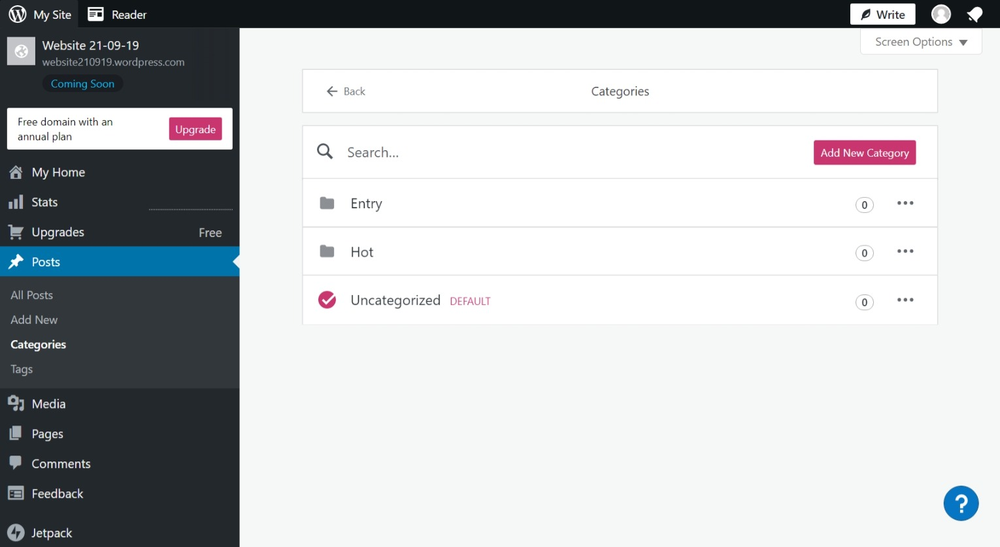 My Site
Reader
Write
Website 21-09-19
website210919.wordpress.com
Coming Soon
Free domain with an
annual plan
Upgrade
My Home
Stats
Upgrades
Free
Posts
All Posts
Add New
Categories
Tags
Media
Pages
Comments
Feedback
Jetpack
Screen Options
Back
Categories
Search...
Add New Category
Entry
0
Hot
0
Uncategorized DEFAULT
0
?